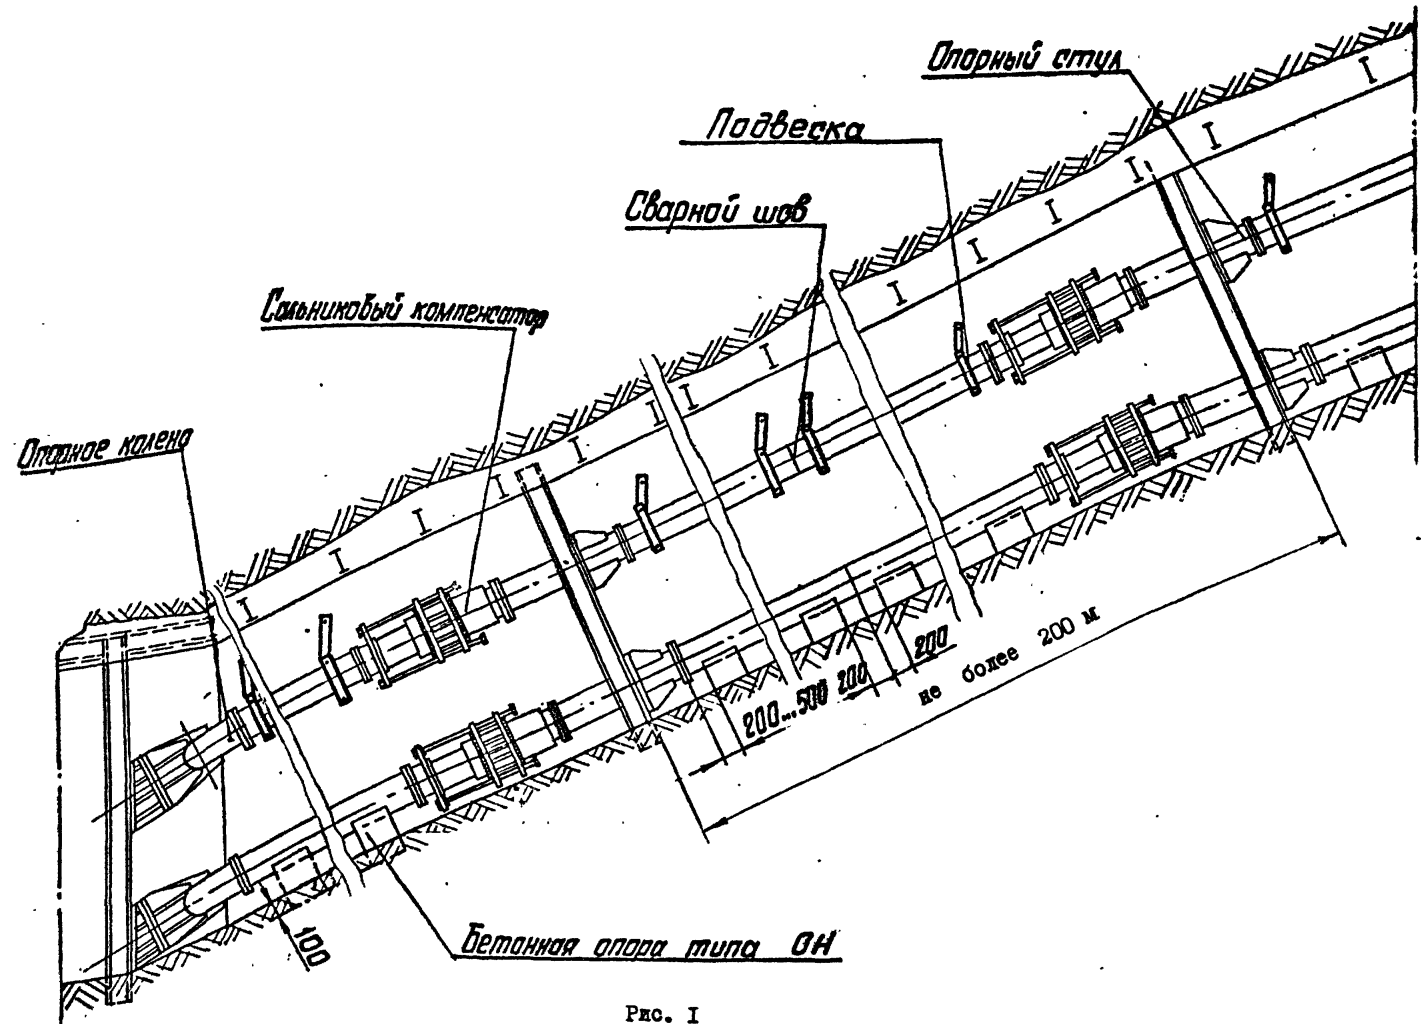 Опорный стул
Подвеска
Сварной шов
Сальниковый компенсатор
Опорное колено
200...500
200
200
не более 200 м
100
Бетонная опора типа ОН
Рис. I